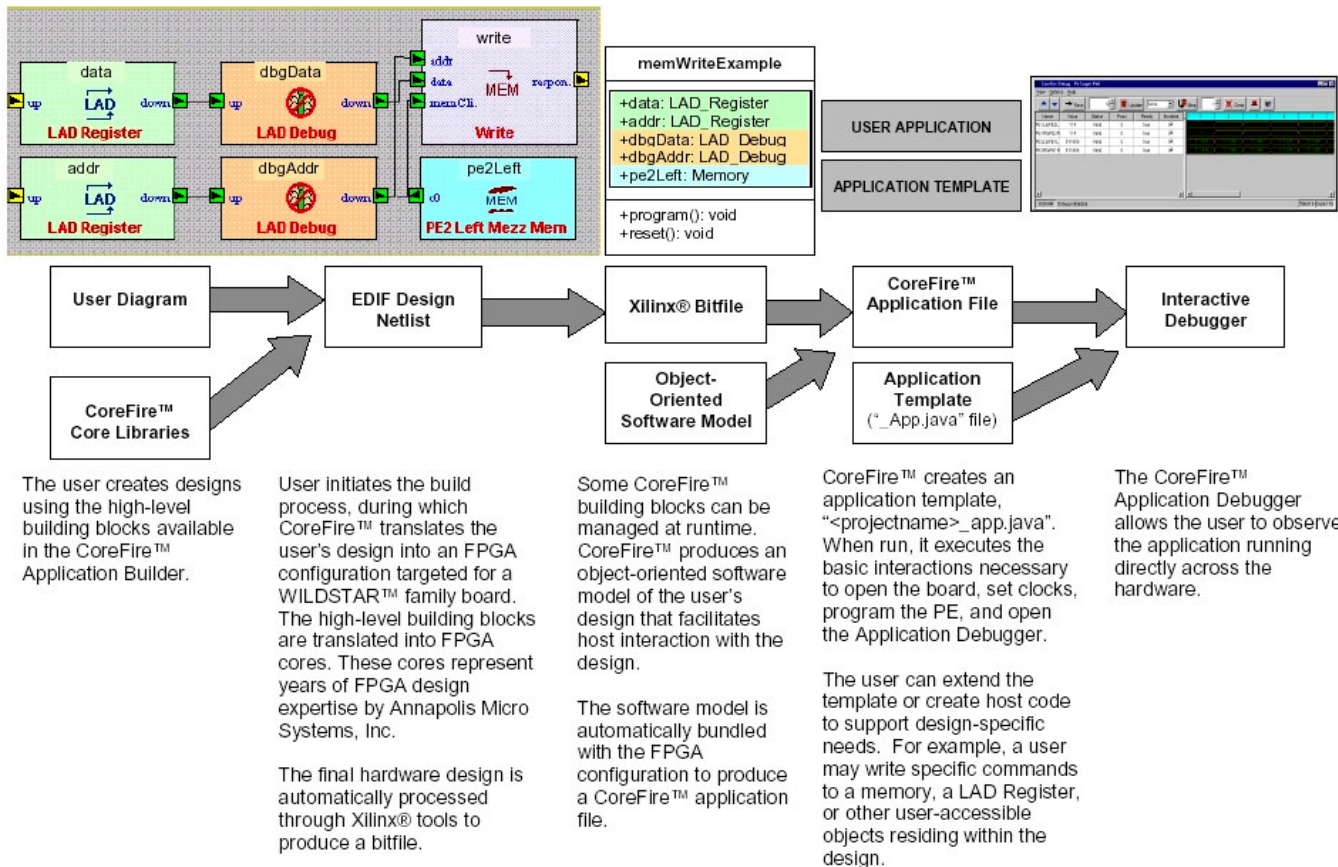 data
up
LAD
down
LAD Register
dbgData
up
down
LAD Debug
write
addr
data
memCli.
MEM
respon.
Write
addr
up
LAD
down
LAD Register
dbgAddr
up
down
LAD Debug
pe2Left
c0
MEM
PE2 Left Mezz Mem
memWriteExample
+data: LAD_Register
+addr: LAD_Register
+dbgData: LAD_Debug
+dbgAddr: LAD_Debug
+pe2Left: Memory
+program(): void
+reset(): void
USER APPLICATION
APPLICATION TEMPLATE
User Diagram
CoreFire™
Core Libraries
EDIF Design
Netlist
Xilinx® Bitfile
Object-
Oriented
Software Model
CoreFire™
Application File
Application
Template
("_App.java" file)
Interactive
Debugger
The user creates designs
using the high-level
building blocks available
in the CoreFire™
Application Builder.
User initiates the build
process, during which
CoreFire™ translates the
user's design into an FPGA
configuration targeted for a
WILDSTAR™ family board.
The high-level building blocks
are translated into FPGA
cores. These cores represent
years of FPGA design
expertise by Annapolis Micro
Systems, Inc.
The final hardware design is
automatically processed
through Xilinx® tools to
produce a bitfile.
Some CoreFire™
building blocks can be
managed at runtime.
CoreFire™ produces an
object-oriented software
model of the user's
design that facilitates
host interaction with the
design.
The software model is
automatically bundled
with the FPGA
configuration to produce
a CoreFire™ application
file.
CoreFire™ creates an
application template,
"<projectname>_app.java".
When run, it executes the
basic interactions necessary
to open the board, set clocks,
program the PE, and open
the Application Debugger.
The user can extend the
template or create host code
to support design-specific
needs. For example, a user
may write specific commands
to a memory, a LAD Register,
or other user-accessible
objects residing within the
design.
The CoreFire™
Application Debugger
allows the user to observe
the application running
directly across the
hardware.